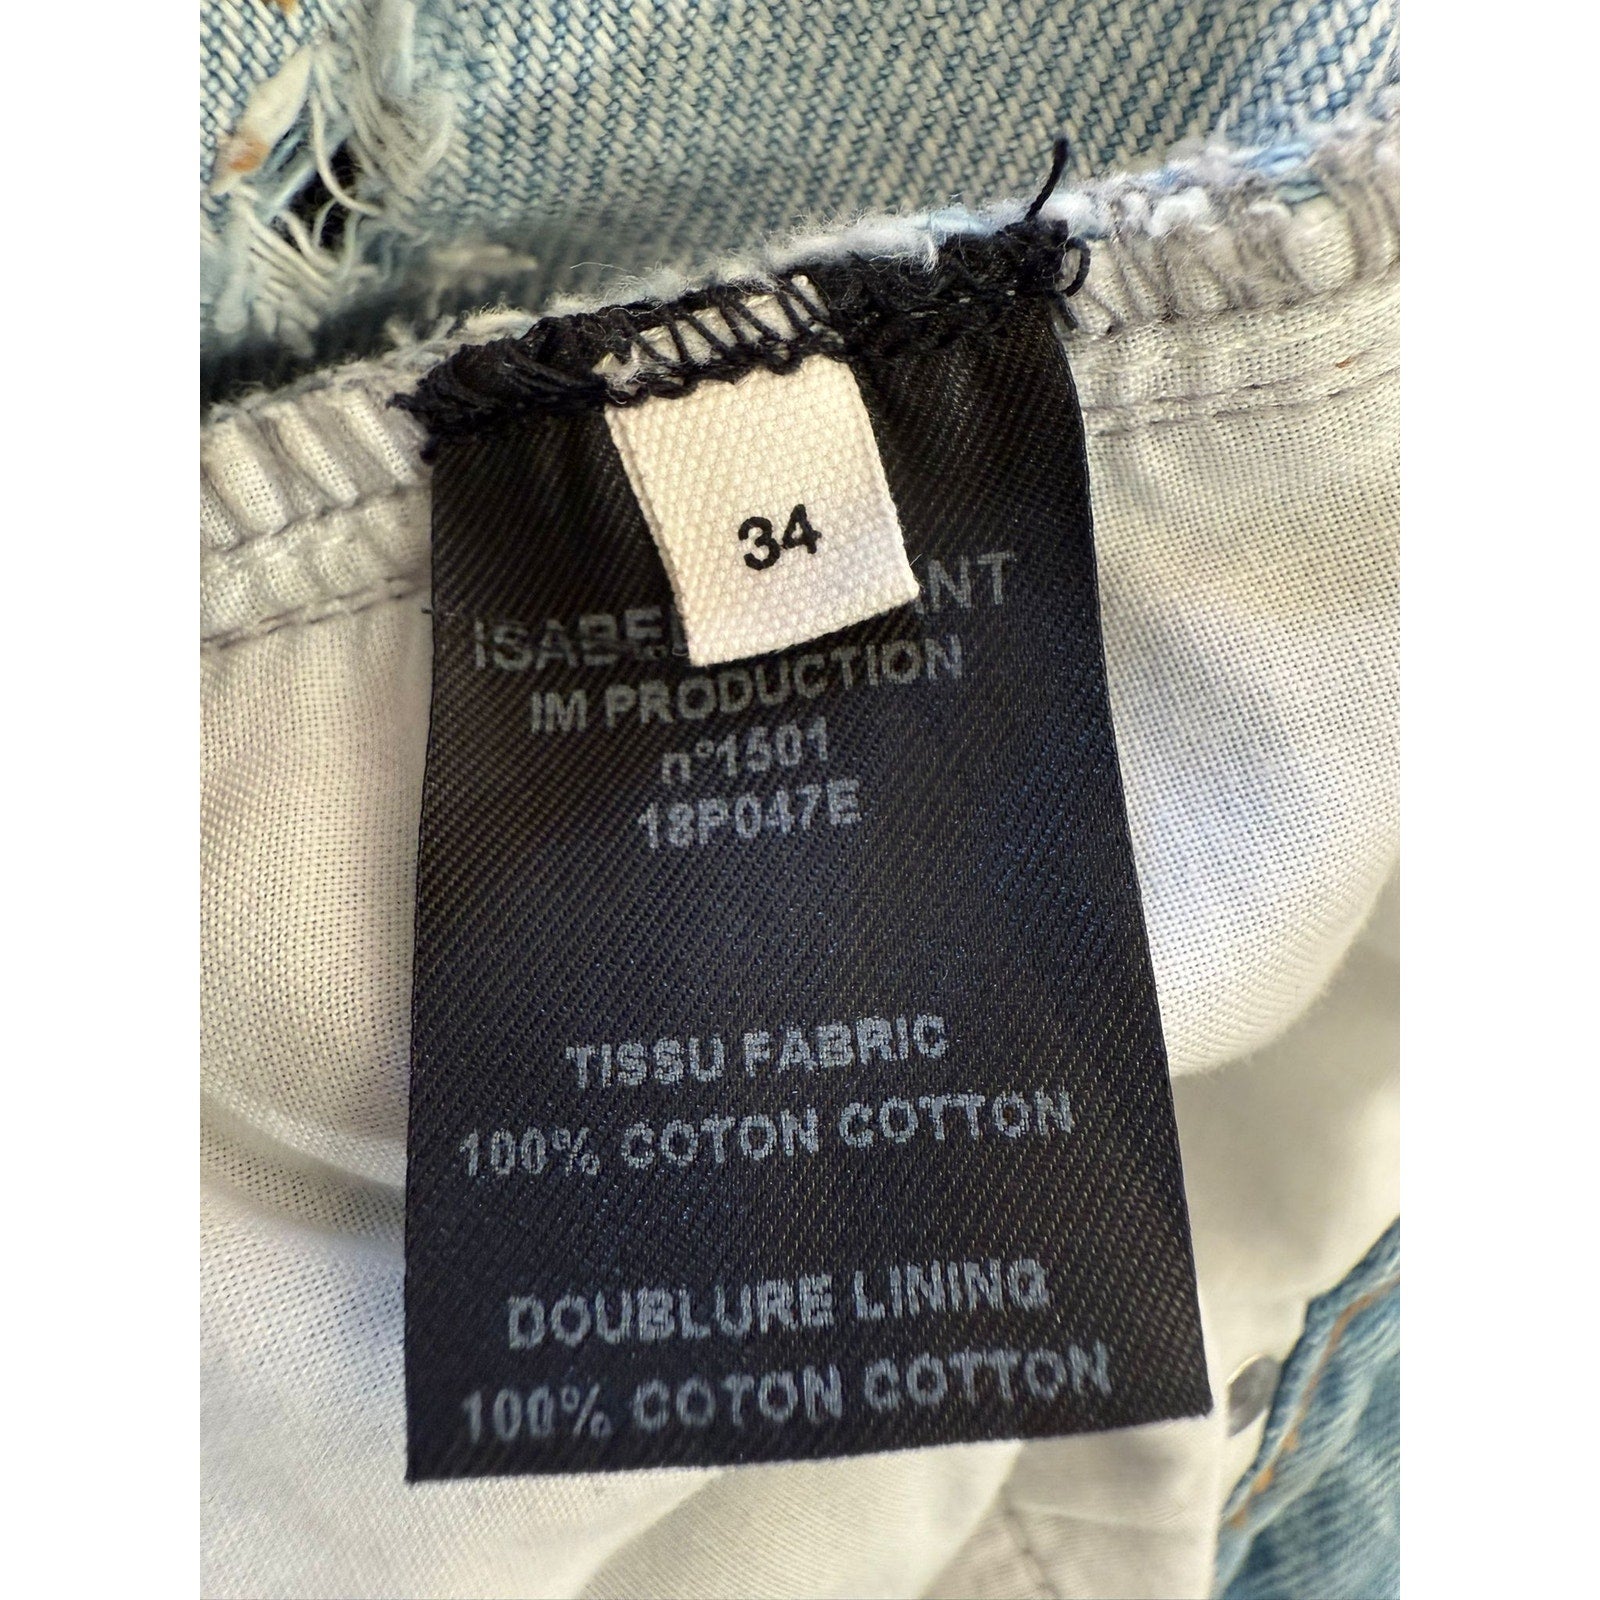 34
IM PRODUCTION
n°1501
18P047E
TISSU FABRIC
100% COTON COTTON
DOUBLURE LINING
100% COTON COTTON